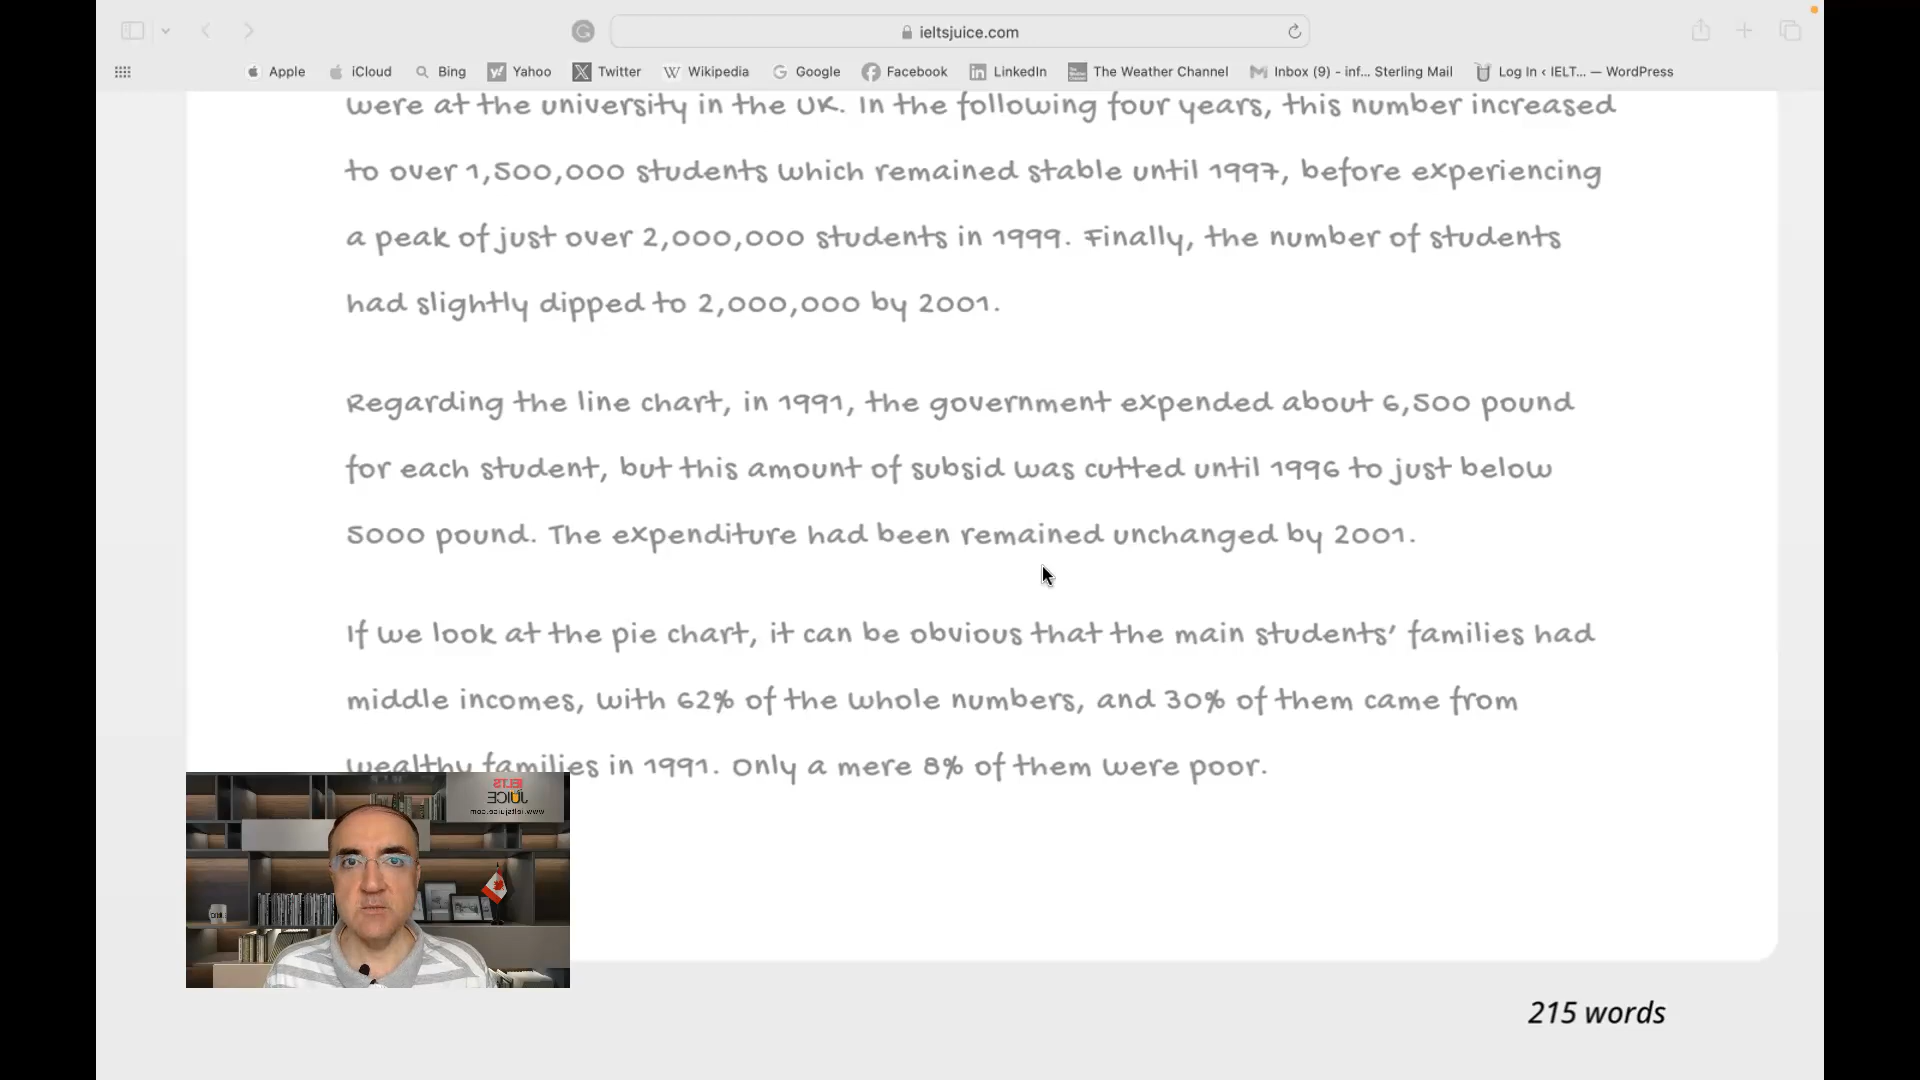 ieltsjuice.com
Apple iCloud Bing Yahoo Twitter Wikipedia Google Facebook LinkedIn The Weather Channel Inbox (9) - inf... Sterling Mail Log In ‹ IELT... — WordPress
were at the university in the UK. In the following four years, this number increased
to over 1,500,000 students which remained stable until 1997, before experiencing
a peak of just over 2,000,000 students in 1999. Finally, the number of students
had slightly dipped to 2,000,000 by 2001.
Regarding the line chart, in 1991, the government expended about 6,500 pound
for each student, but this amount of subsid was cutted until 1996 to just below
5000 pound. The expenditure had been remained unchanged by 2001.
If we look at the pie chart, it can be obvious that the main students’ families had
middle incomes, with 62% of the whole numbers, and 30% of them came from
wealthy families in 1991. Only a mere 8% of them were poor.
IELTS
JUICE
www.ieltsjuice.com
215 words